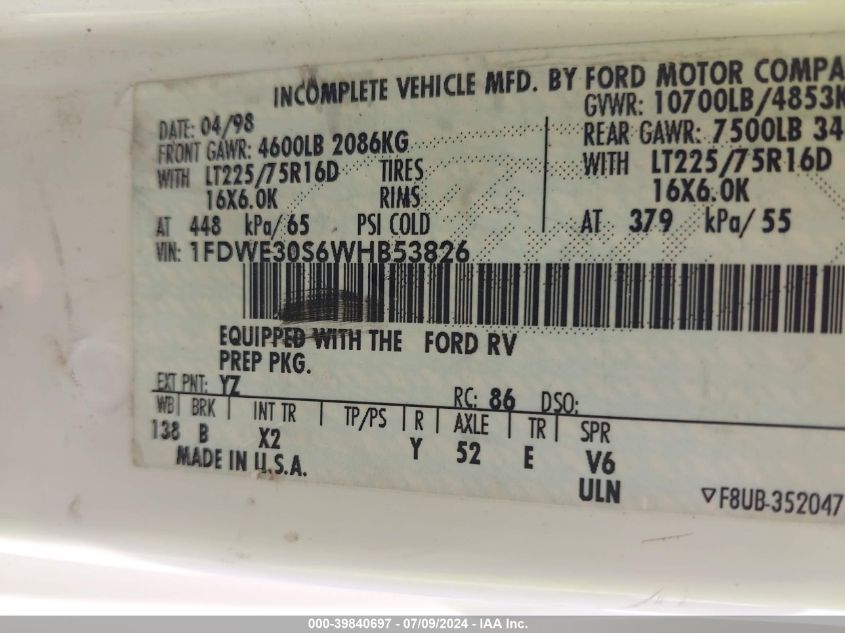 INCOMPLETE VEHICLE MFD. BY FORD MOTOR COMPA
DATE: 04/98 GVWR: 10700LB/4853K
FRONT GAWR: 4600LB 2086KG REAR GAWR: 7500LB 34
WITH LT225/75R16D TIRES WITH LT225/75R16D
16X6.0K RIMS 16X6.0K
AT 448 kPa/65 PSI COLD AT 379 kPa/55
VIN: 1FDWE30S6WHB53826
EQUIPPED WITH THE FORD RV
PREP PKG.
EXT PNT: YZ RC: 86 DSO:
WB BRK INT TR TP/PS R AXLE TR SPR
138 B X2 Y 52 E V6
MADE IN U.S.A. ULN
▽F8UB-352047
000-39840697 - 07/09/2024 - IAA Inc.